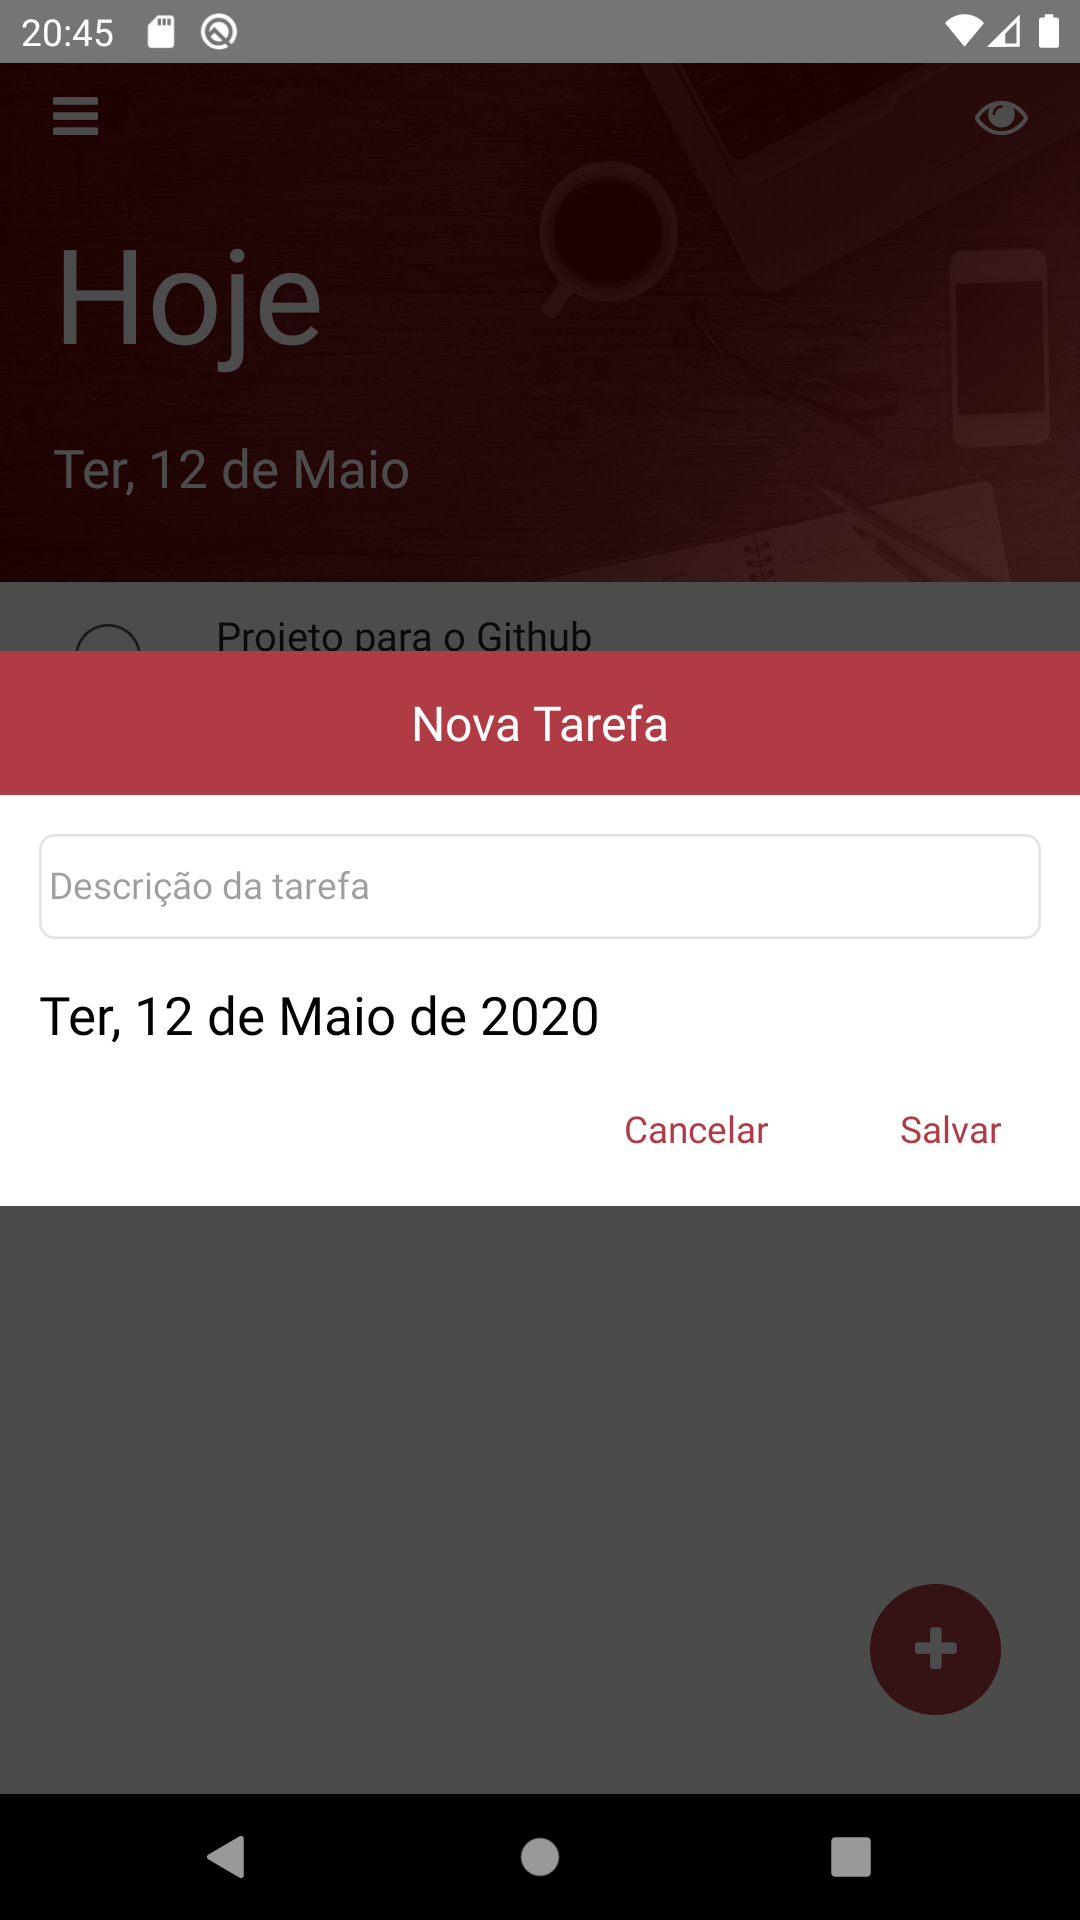 20:45
Hoje
Ter, 12 de Maio
Projeto para o Github
Nova Tarefa
Descrição da tarefa
Ter, 12 de Maio de 2020
Cancelar
Salvar